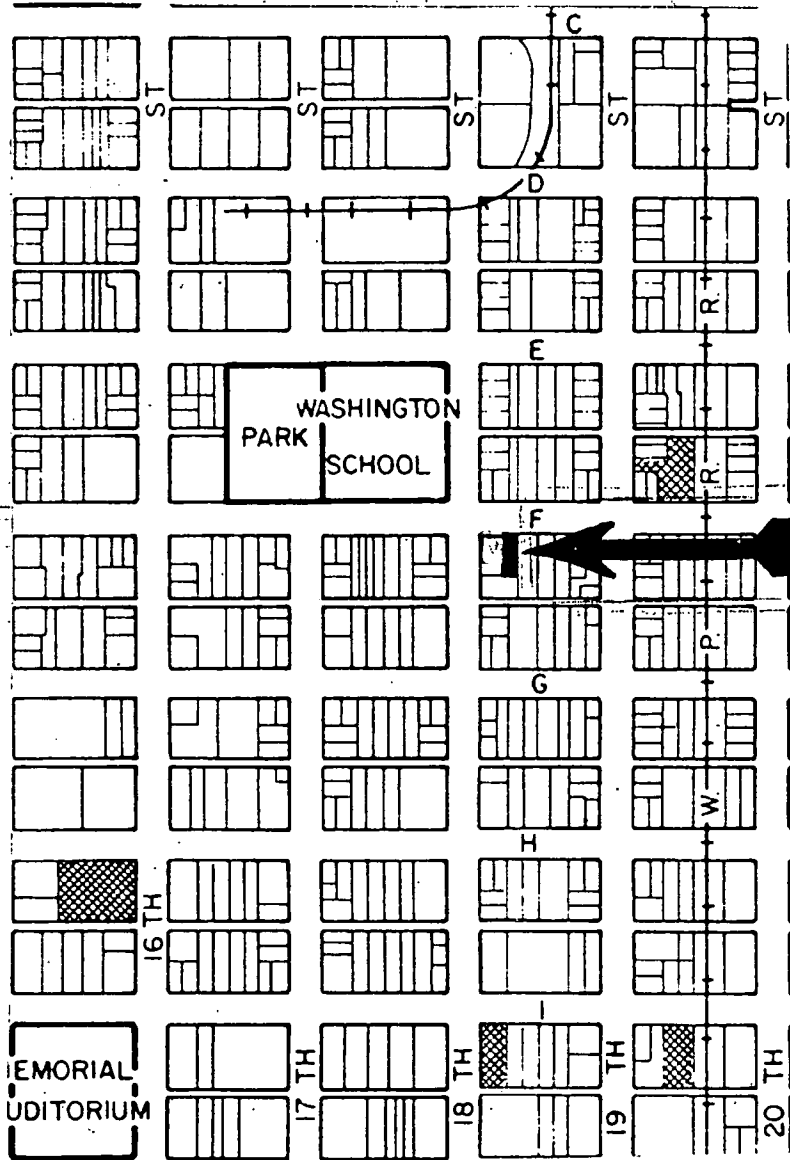 C
ST ST ST ST ST
D
R.
E
WASHINGTON
PARK
SCHOOL
R.
F
P.
G
W.
H
16 TH
I
EMORIAL
UDITORIUM
17 TH
18 TH
19 TH
20 TH